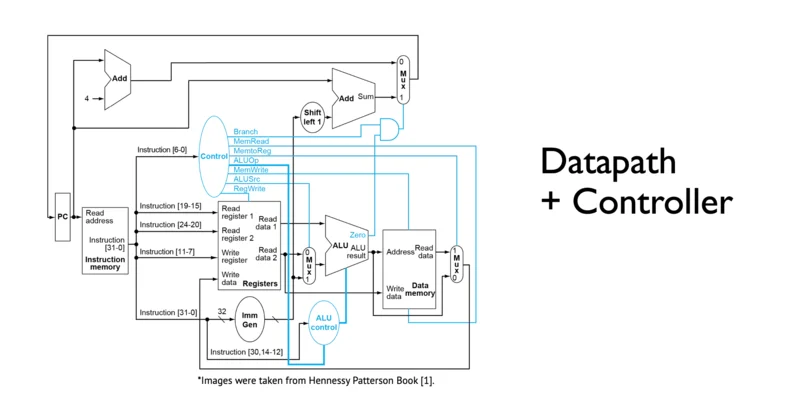 Datapath
+ Controller
0
Mux
1
Add
4
Add Sum
Shift
left 1
Branch
MemRead
MemtoReg
ALUOp
MemWrite
ALUSrc
RegWrite
Control
Instruction [6-0]
Instruction [19-15]
Instruction [24-20]
Instruction [11-7]
PC
Read
address
Instruction
[31-0]
Instruction
memory
Read
register 1
Read
register 2
Write
register
Write
data
Read
data 1
Read
data 2
Registers
0
Mux
1
Zero
ALU
ALU
result
Address
Read
data
Write
data
Data
memory
1
Mux
0
Instruction [31-0]
32
Imm
Gen
ALU
control
Instruction [30,14-12]
*Images were taken from Hennessy Patterson Book [1].